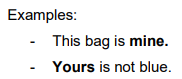 Examples:
- This bag is mine.
- Yours is not blue.